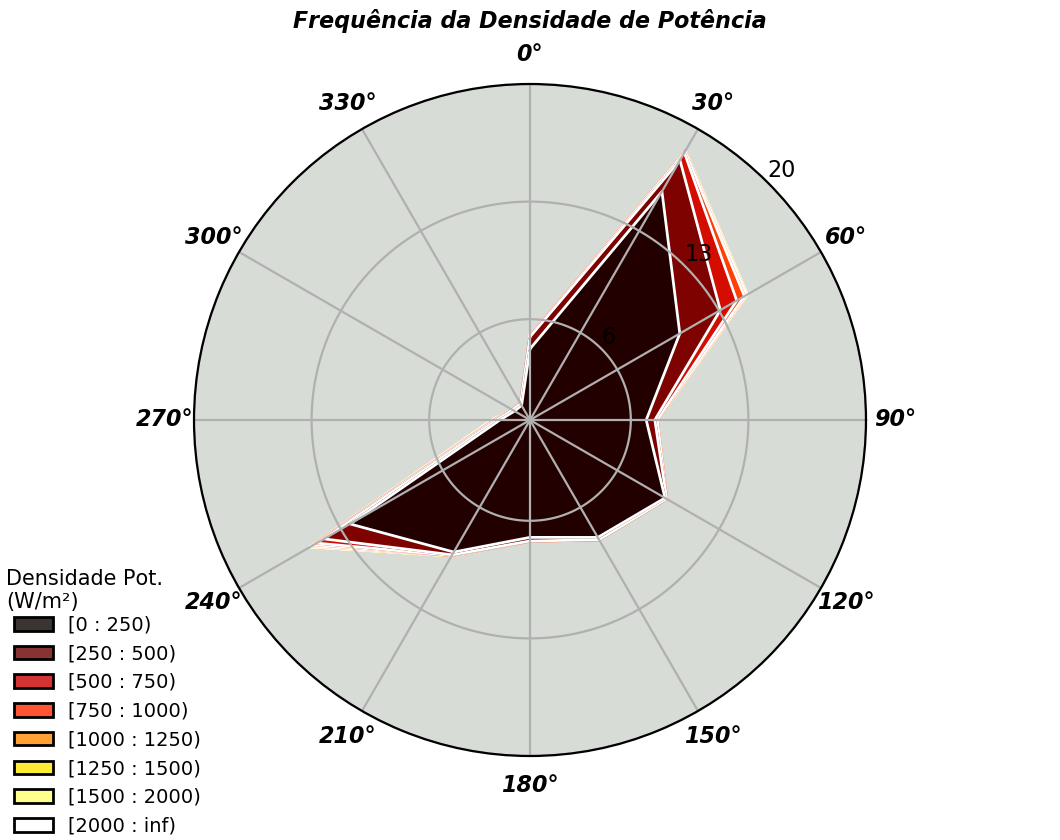 Frequência da Densidade de Potência
0°
330°
30°
20
300°
60°
13
6
270°
90°
240°
120°
210°
150°
180°
Densidade Pot.
(W/m²)
[0 : 250)
[250 : 500)
[500 : 750)
[750 : 1000)
[1000 : 1250)
[1250 : 1500)
[1500 : 2000)
[2000 : inf)